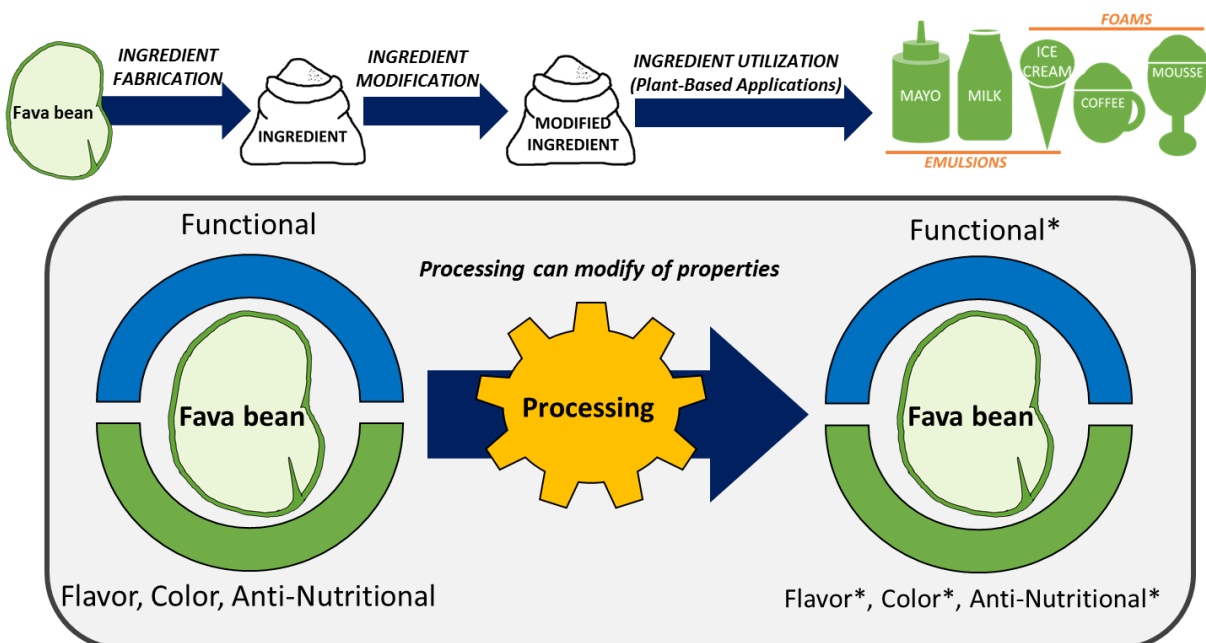 FOAMS
INGREDIENT
FABRICATION
INGREDIENT
MODIFICATION
INGREDIENT UTILIZATION
(Plant-Based Applications)
Fava bean
INGREDIENT
MODIFIED
INGREDIENT
MAYO
MILK
ICE
CREAM
COFFEE
MOUSSE
EMULSIONS
Functional
Functional*
Processing can modify of properties
Fava bean
Processing
Fava bean
Flavor, Color, Anti-Nutritional
Flavor*, Color*, Anti-Nutritional*